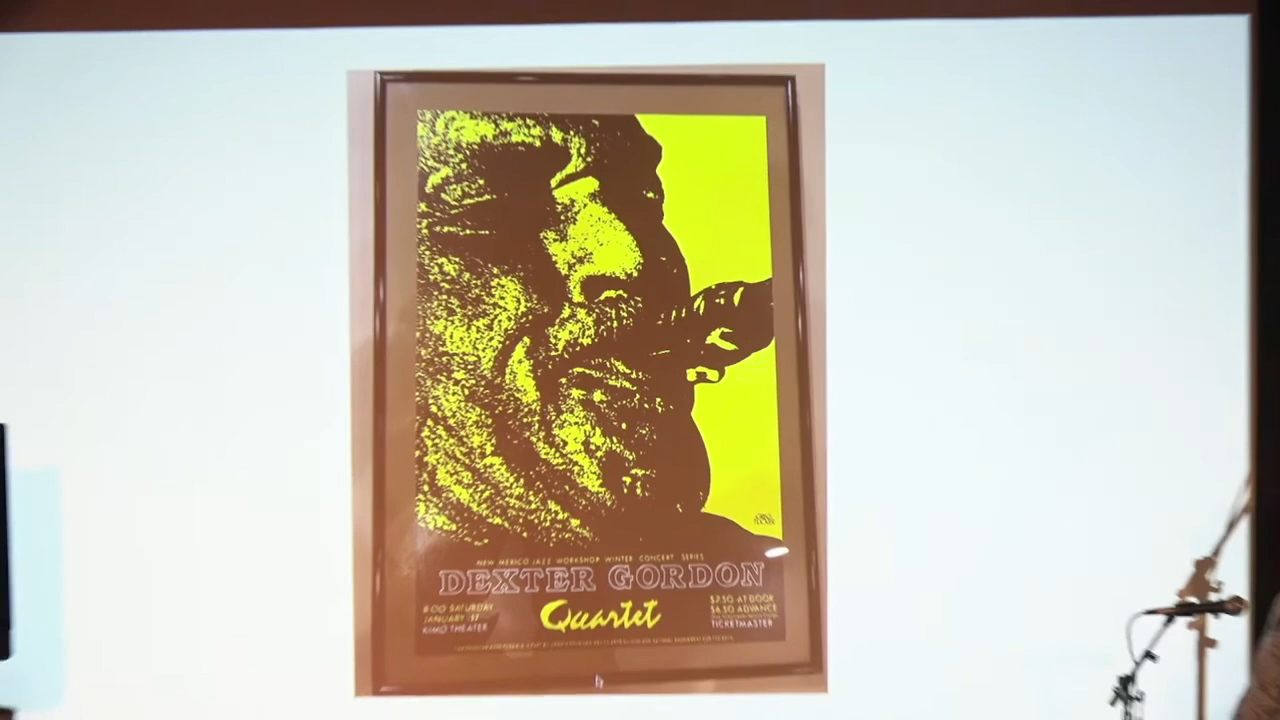 NEW MEXICO JAZZ WORKSHOP WINTER CONCERT SERIES
DEXTER GORDON
Quartet
8:00 SATURDAY
JANUARY 17
KIMO THEATER
$7.50 AT DOOR
$6.50 ADVANCE
TICKETMASTER